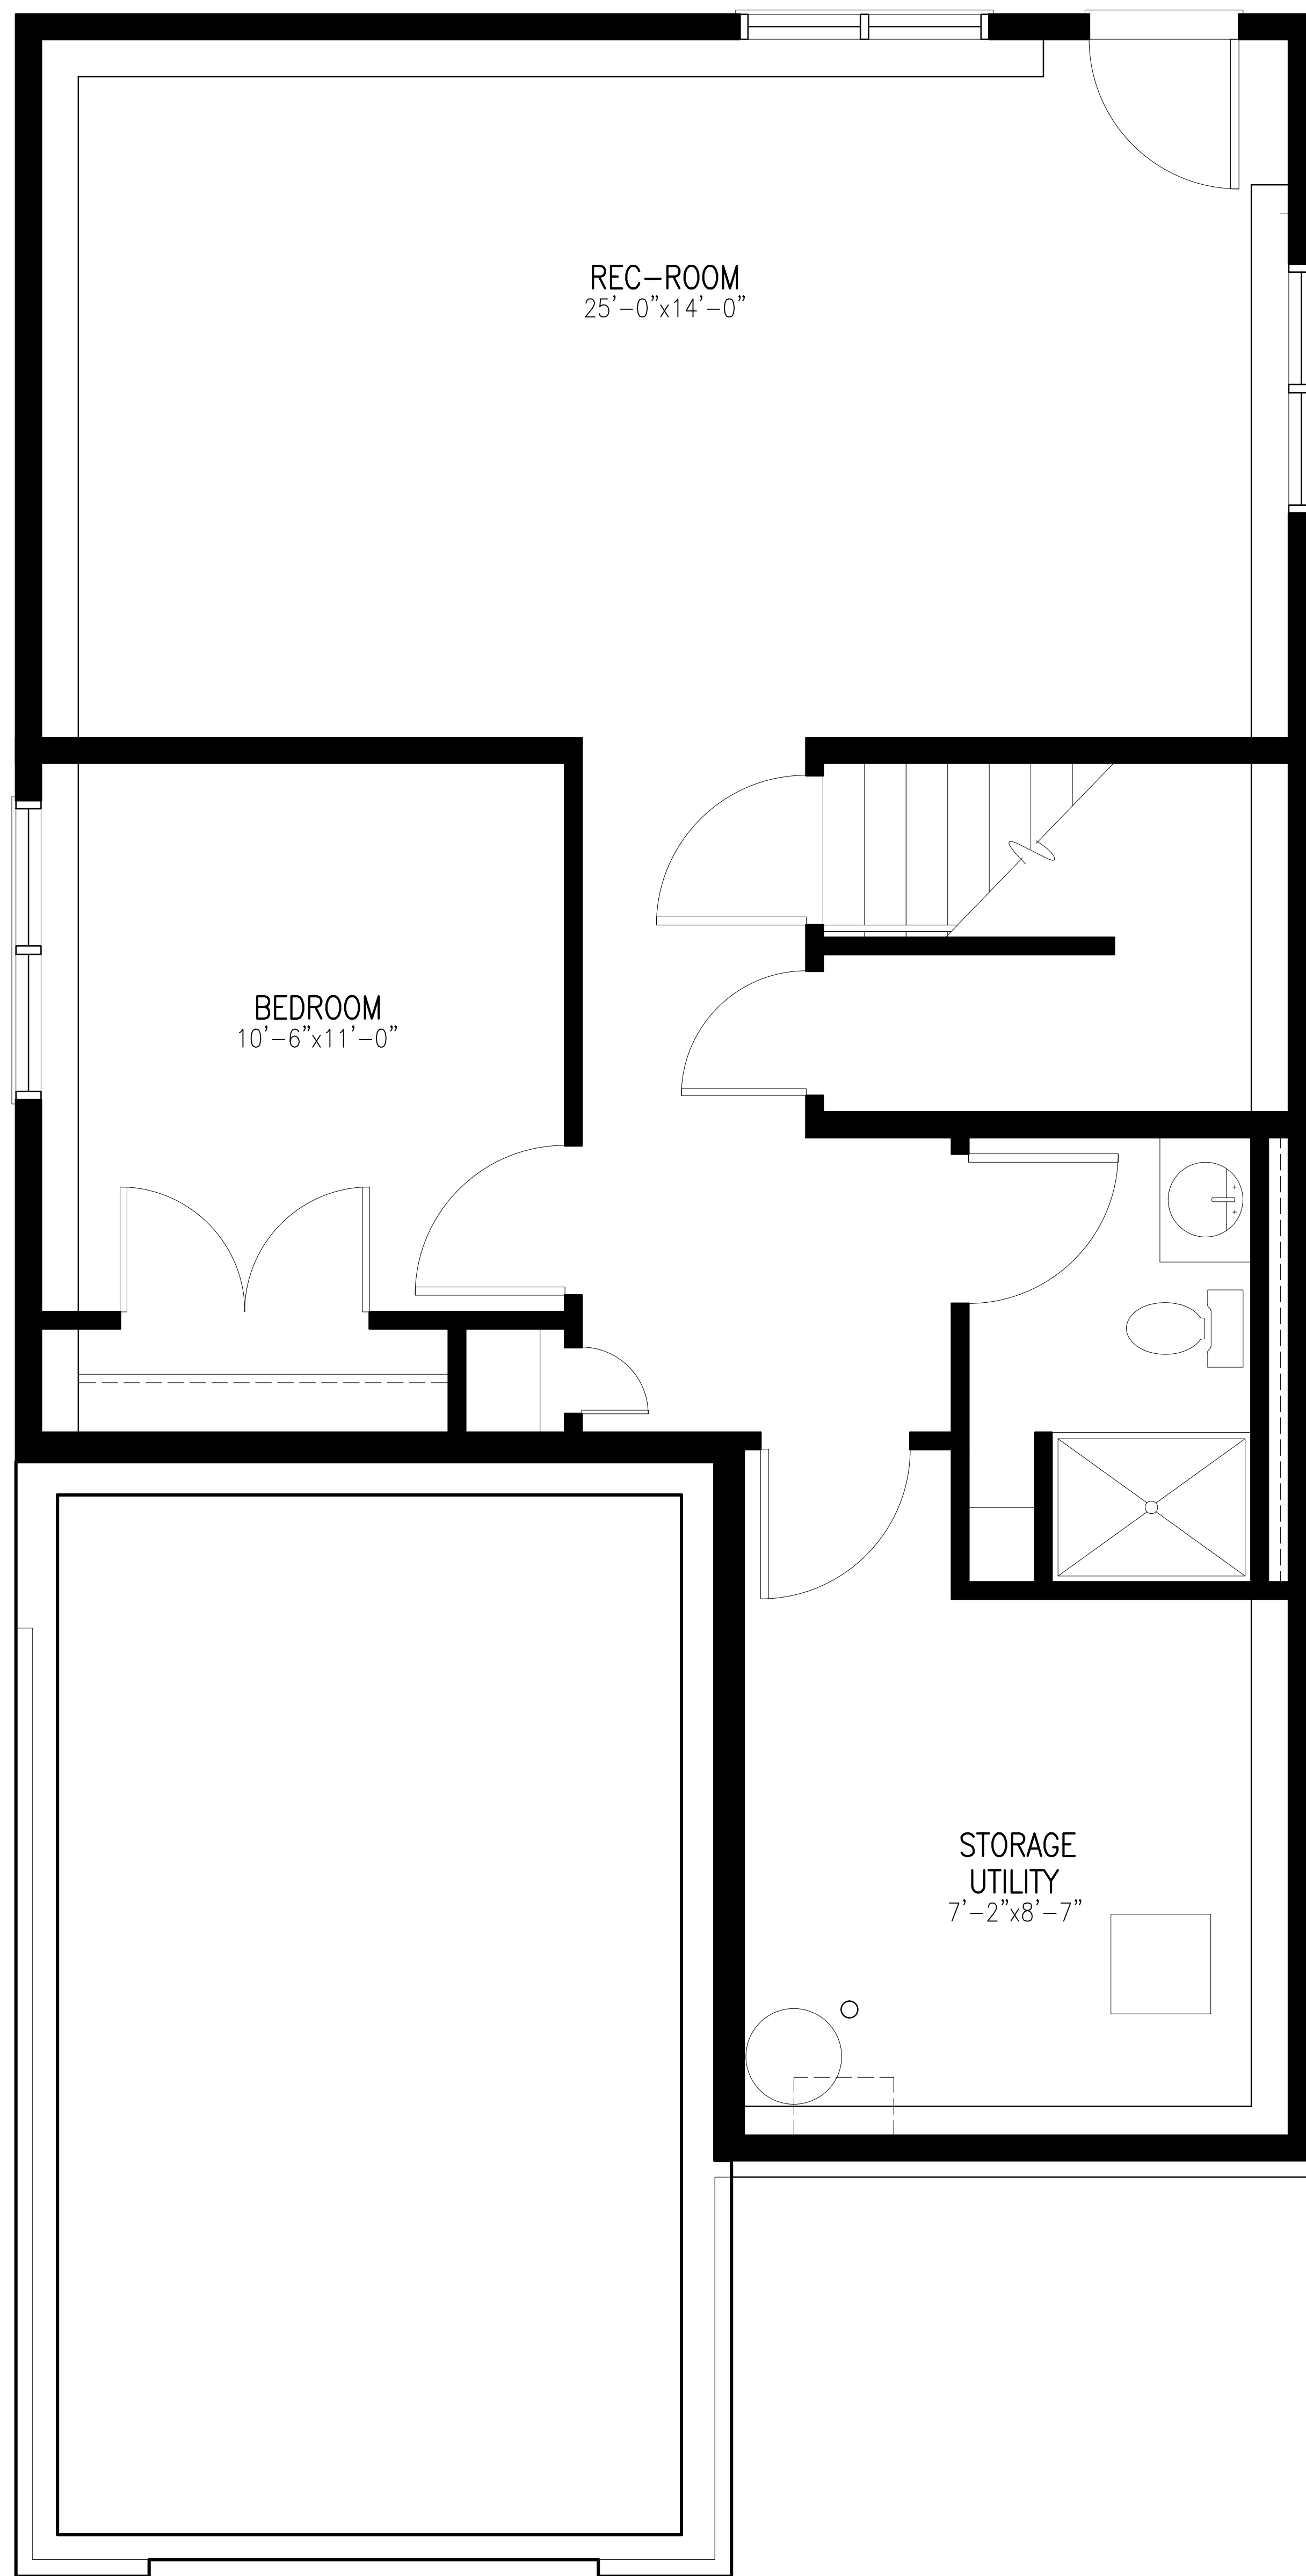 REC-ROOM
25'-0"x14'-0"
BEDROOM
10'-6"x11'-0"
STORAGE
UTILITY
7'-2"x8'-7"